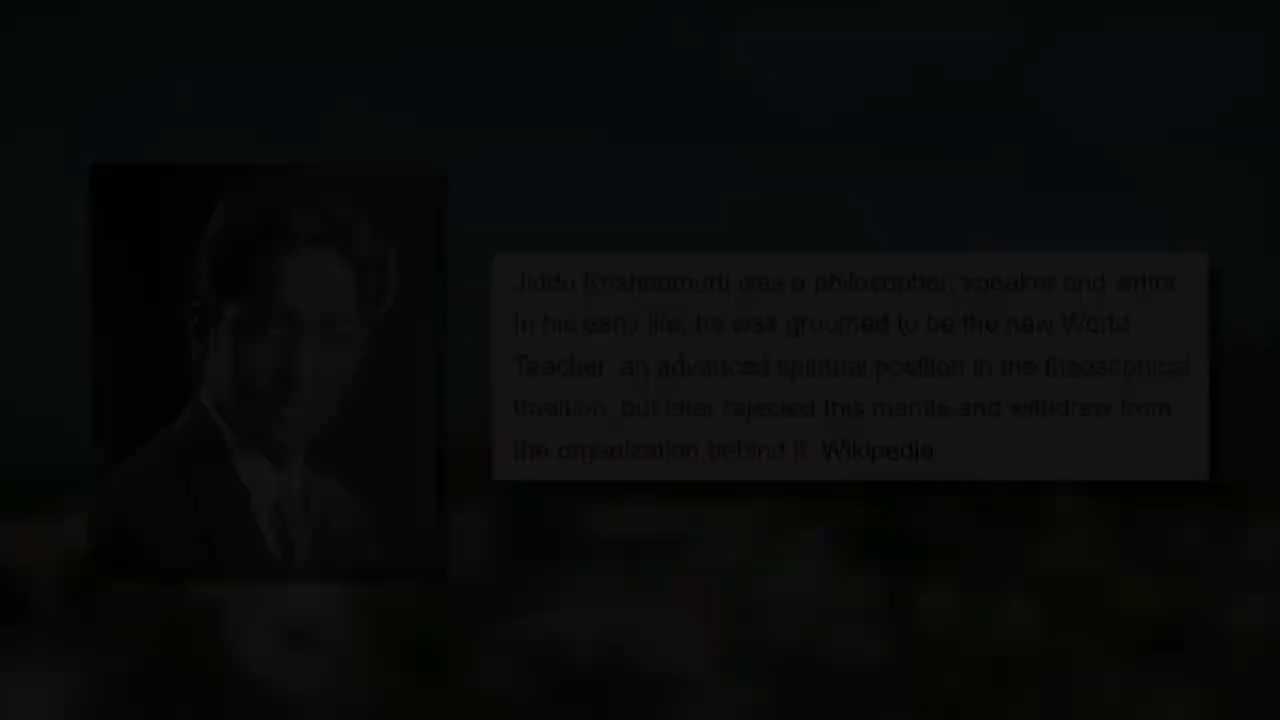 Jiddu Krishnamurti was a philosopher, speaker and writer.
In his early life, he was groomed to be the new World
Teacher, an advanced spiritual position in the theosophical
tradition, but later rejected this mantle and withdrew from
the organization behind it. Wikipedia